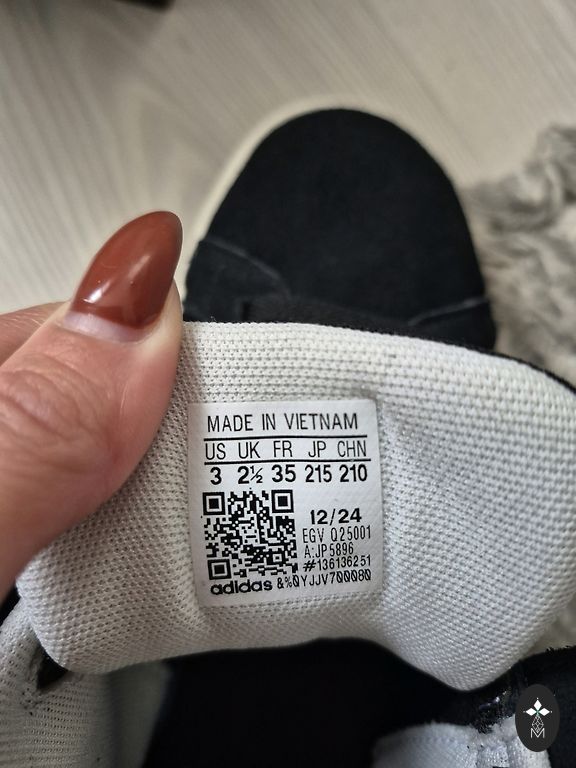 MADE IN VIETNAM
US UK FR JP CHN
3 2½ 35 215 210
12/24
EGV Q25001
A:JP5896
#136136251
adidas &%0YJJV700080
M